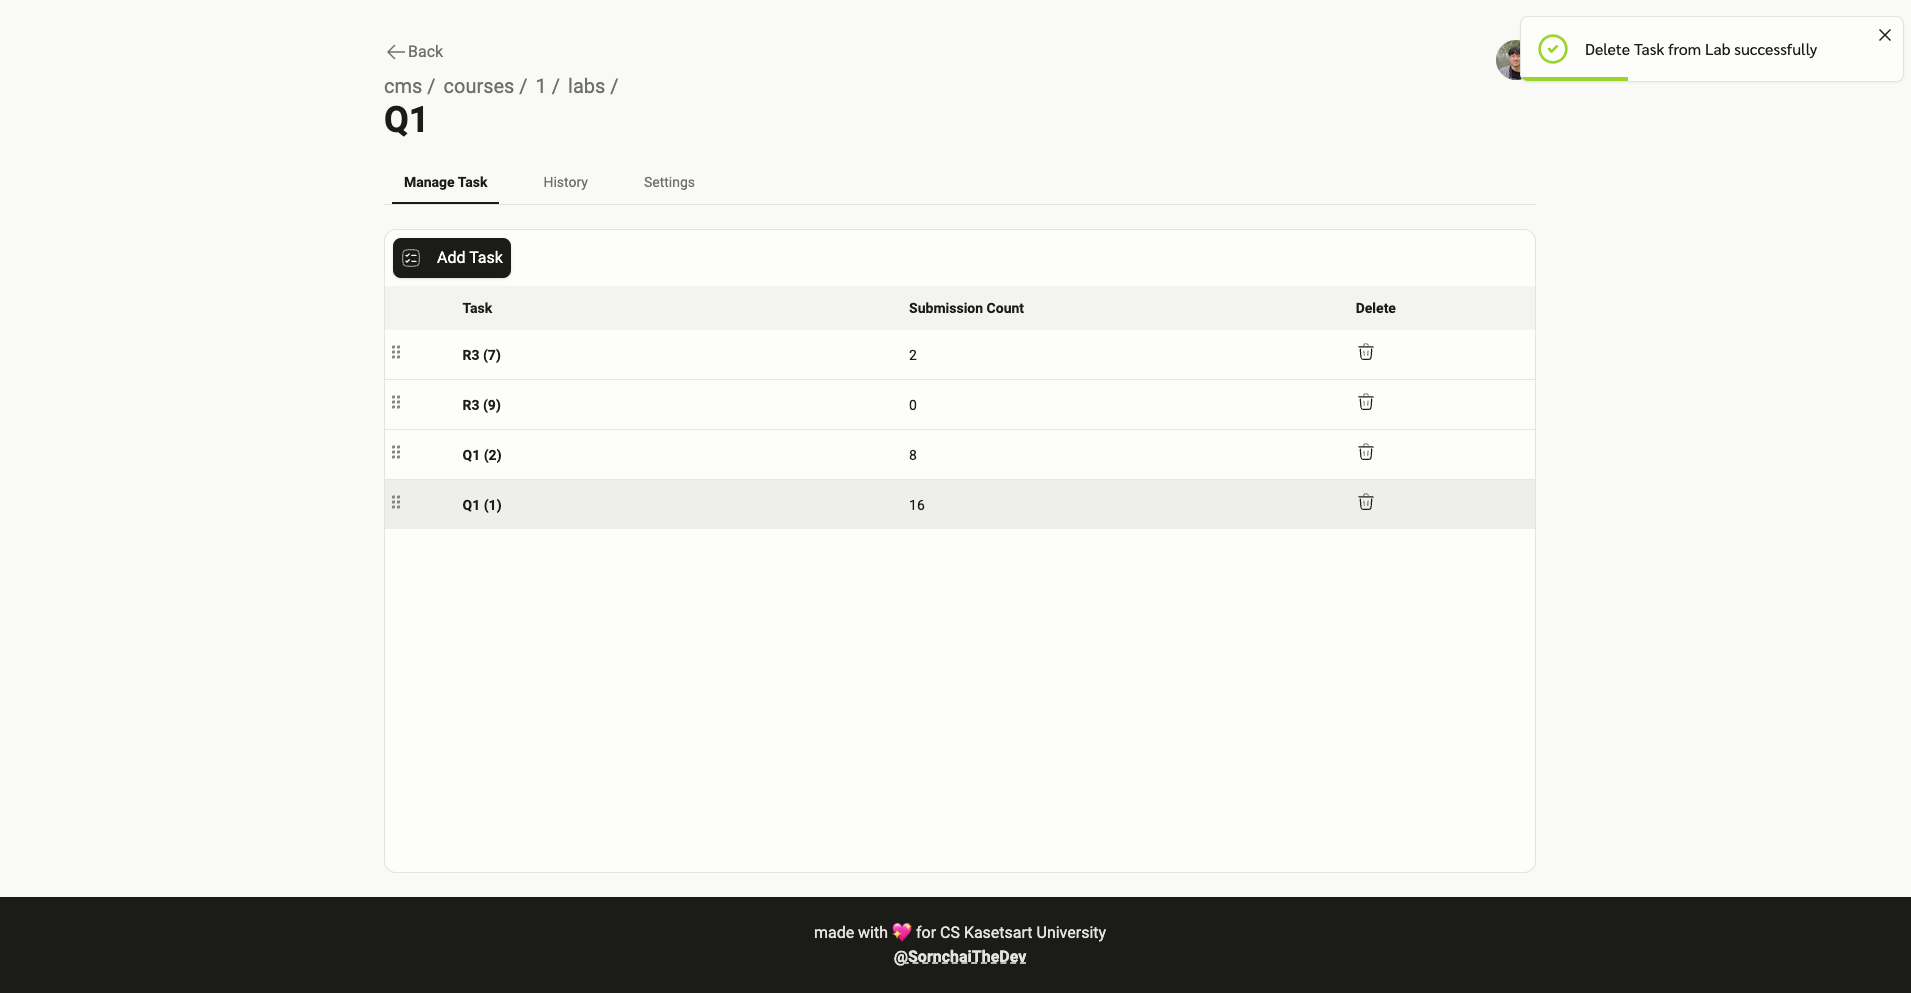 Back
Delete Task from Lab successfully
cms / courses / 1 / labs /
Q1
Manage Task History Settings
Add Task
Task Submission Count Delete
R3 (7) 2
R3 (9) 0
Q1 (2) 8
Q1 (1) 16
made with 💖 for CS Kasetsart University
@SornchaiTheDev